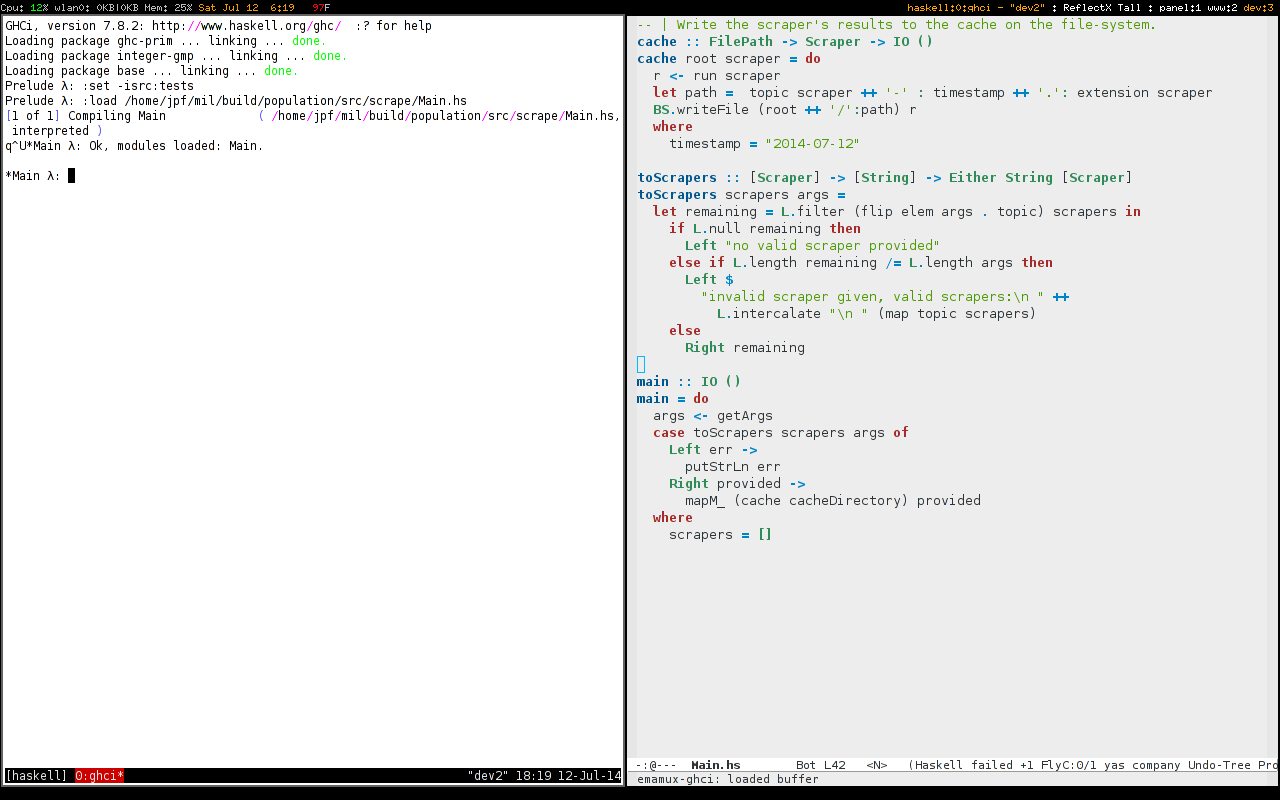 Cpu: 12% wlan0: 0KB|0KB Mem: 25% Sat Jul 12  6:19   97F
haskell:0:ghci - "dev2" : ReflectX Tall : panel:1 www:2 dev:3
GHCi, version 7.8.2: http://www.haskell.org/ghc/  :? for help
Loading package ghc-prim ... linking ... done.
Loading package integer-gmp ... linking ... done.
Loading package base ... linking ... done.
Prelude λ: :set -isrc:tests
Prelude λ: :load /home/jpf/mil/build/population/src/scrape/Main.hs
[1 of 1] Compiling Main             ( /home/jpf/mil/build/population/src/scrape/Main.hs,
 interpreted )
q^U*Main λ: Ok, modules loaded: Main.
*Main λ:
[haskell] 0:ghci*
"dev2" 18:19 12-Jul-14
-- | Write the scraper's results to the cache on the file-system.
cache :: FilePath -> Scraper -> IO ()
cache root scraper = do
  r <- run scraper
  let path =  topic scraper ++ '-' : timestamp ++ '.': extension scraper
  BS.writeFile (root ++ '/':path) r
  where
    timestamp = "2014-07-12"
toScrapers :: [Scraper] -> [String] -> Either String [Scraper]
toScrapers scrapers args =
  let remaining = L.filter (flip elem args . topic) scrapers in
    if L.null remaining then
      Left "no valid scraper provided"
    else if L.length remaining /= L.length args then
      Left $
        "invalid scraper given, valid scrapers:\n " ++
          L.intercalate "\n " (map topic scrapers)
    else
      Right remaining
main :: IO ()
main = do
  args <- getArgs
  case toScrapers scrapers args of
    Left err ->
      putStrLn err
    Right provided ->
      mapM_ (cache cacheDirectory) provided
  where
    scrapers = []
-:@---  Main.hs       Bot L42   <N>   (Haskell failed +1 FlyC:0/1 yas company Undo-Tree Pro
emamux-ghci: loaded buffer